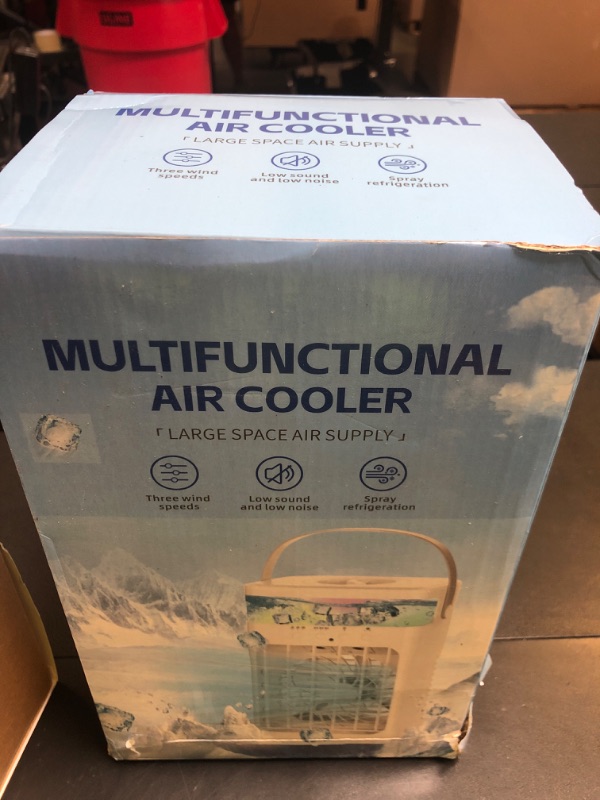 MULTIFUNCTIONAL
AIR COOLER
「LARGE SPACE AIR SUPPLY」
Three wind
speeds
Low sound
and low noise
Spray
refrigeration
MULTIFUNCTIONAL
AIR COOLER
「LARGE SPACE AIR SUPPLY」
Three wind
speeds
Low sound
and low noise
Spray
refrigeration